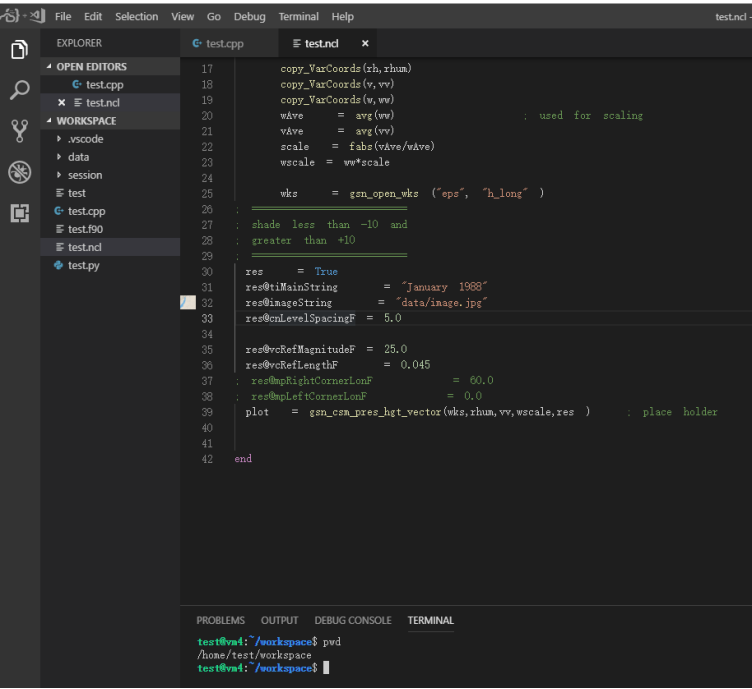 File Edit Selection View Go Debug Terminal Help test.ncl -
EXPLORER
OPEN EDITORS
test.cpp
× test.ncl
WORKSPACE
.vscode
data
session
test
test.cpp
test.f90
test.ncl
test.py
test.cpp test.ncl ×
17 copy_VarCoords(rh,rhum)
18 copy_VarCoords(v,vv)
19 copy_VarCoords(w,ww)
20 wAve = avg(ww) ; used for scaling
21 vAve = avg(vv)
22 scale = fabs(vAve/wAve)
23 wscale = ww*scale
24
25 wks = gsn_open_wks ("eps", "h_long" )
26 ; ==========================
27 ; shade less than -10 and
28 ; greater than +10
29 ; ==========================
30 res = True
31 res@tiMainString = "January 1988"
32 res@imageString = "data/image.jpg"
33 res@cnLevelSpacingF = 5.0
34
35 res@vcRefMagnitudeF = 25.0
36 res@vcRefLengthF = 0.045
37 ; res@mpRightCornerLonF = 60.0
38 ; res@mpLeftCornerLonF = 0.0
39 plot = gsn_csm_pres_hgt_vector(wks,rhum,vv,wscale,res ) ; place holder
40
41
42 end
PROBLEMS OUTPUT DEBUG CONSOLE TERMINAL
test@vm4:~/workspace$ pwd
/home/test/workspace
test@vm4:~/workspace$